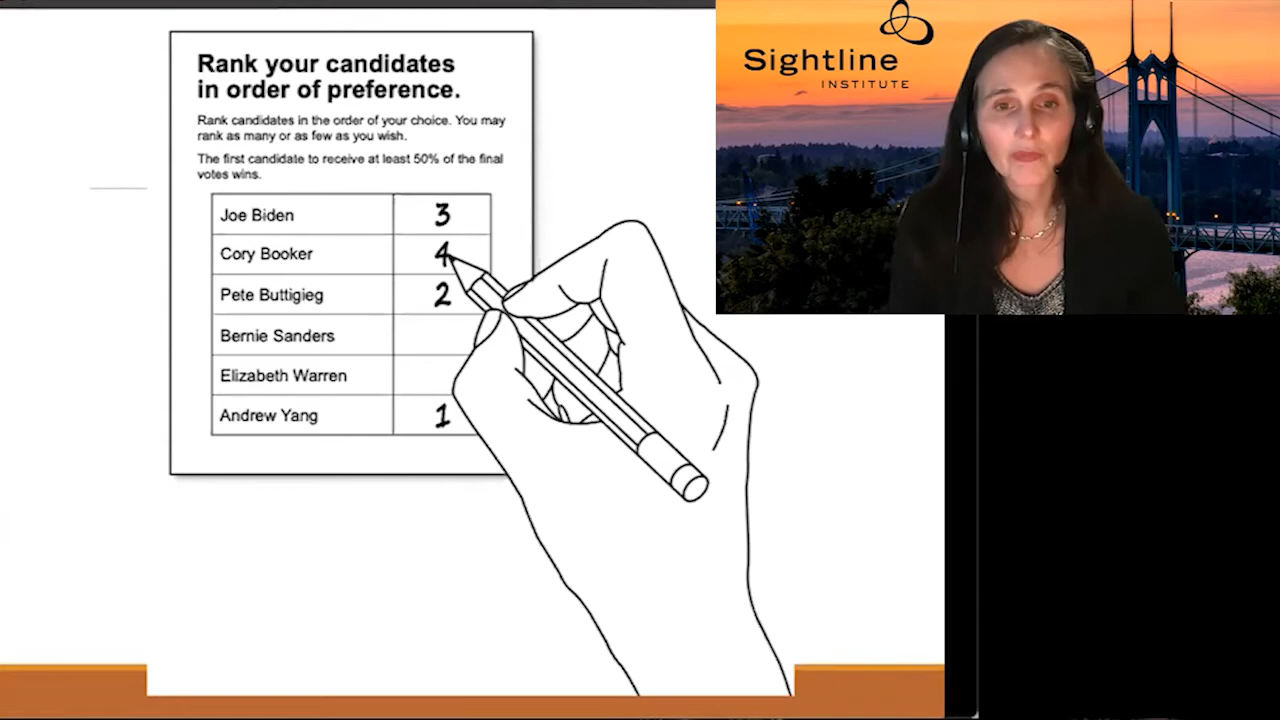 Rank your candidates
in order of preference.
Rank candidates in the order of your choice. You may
rank as many or as few as you wish.
The first candidate to receive at least 50% of the final
votes wins.
Joe Biden 3
Cory Booker 4
Pete Buttigieg 2
Bernie Sanders
Elizabeth Warren
Andrew Yang 1
Sightline
INSTITUTE